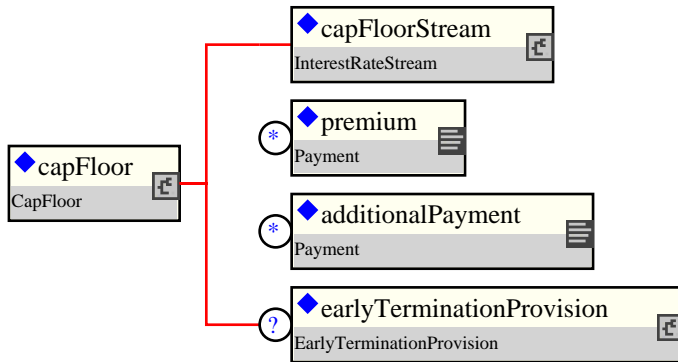 capFloorStream
InterestRateStream
* premium
Payment
capFloor
CapFloor
* additionalPayment
Payment
? earlyTerminationProvision
EarlyTerminationProvision